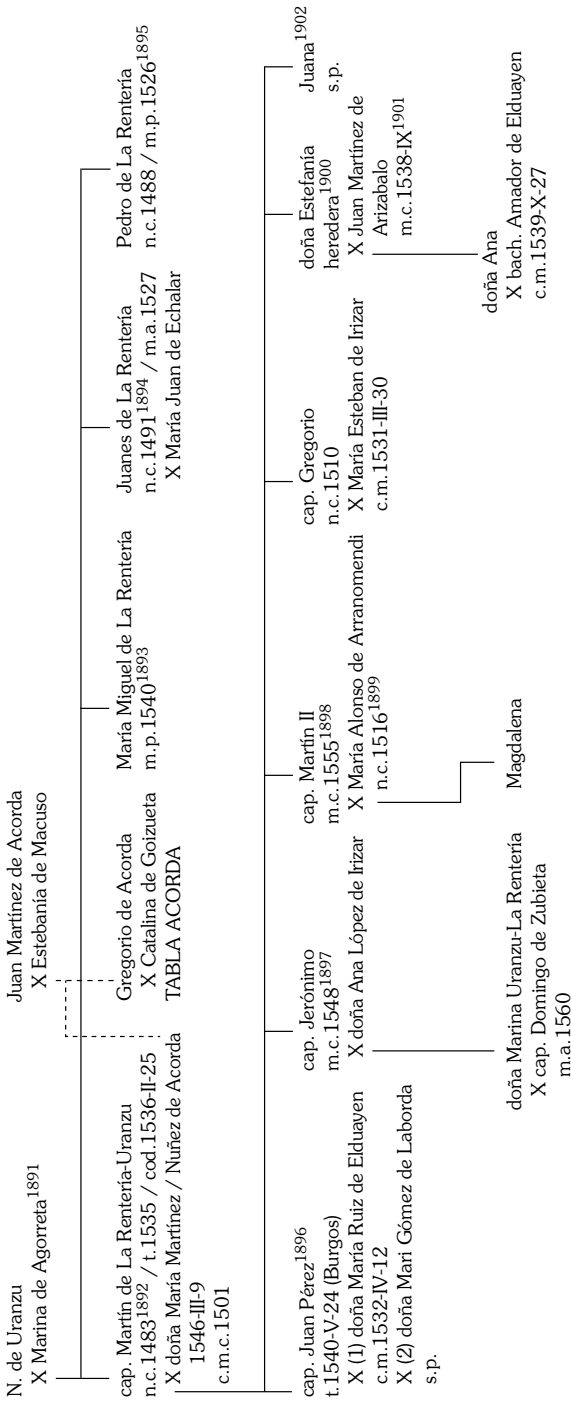 N. de Uranzu
X Marina de Agorreta1891
Juan Martínez de Acorda
X Estebanía de Macuso
cap. Martín de La Rentería-Uranzu
n.c.14831892 / t.1535 / cod.1536-II-25
X doña María Martínez / Nuñez de Acorda
1546-III-9
c.m.c.1501
Gregorio de Acorda
X Catalina de Goizueta
TABLA ACORDA
María Miguel de La Rentería
m.p.15401893
Juanes de La Rentería
n.c.14911894 / m.a.1527
X María Juan de Echalar
Pedro de La Rentería
n.c.1488 / m.p.15261895
cap. Juan Pérez1896
t.1540-V-24 (Burgos)
X (1) doña María Ruiz de Elduayen
c.m.1532-IV-12
X (2) doña Mari Gómez de Laborda
s.p.
cap. Jerónimo
m.c.15481897
X doña Ana López de Irizar
cap. Martín II
m.c.15551898
X María Alonso de Arranomendi
n.c.15161899
cap. Gregorio
n.c.1510
X María Esteban de Irizar
c.m.1531-III-30
doña Estefanía
heredera1900
X Juan Martínez de
Arizabalo
m.c.1538-IX1901
Juana1902
s.p.
doña Marina Uranzu-La Rentería
X cap. Domingo de Zubieta
m.a.1560
Magdalena
doña Ana
X bach. Amador de Elduayen
c.m.1539-X-27